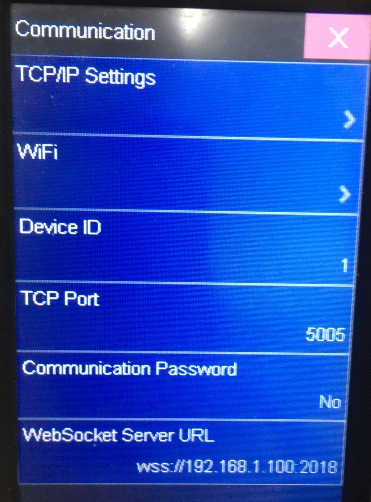 Communication X
TCP/IP Settings
WiFi
Device ID
1
TCP Port
5005
Communication Password
No
WebSocket Server URL
wss://192.168.1.100:2018